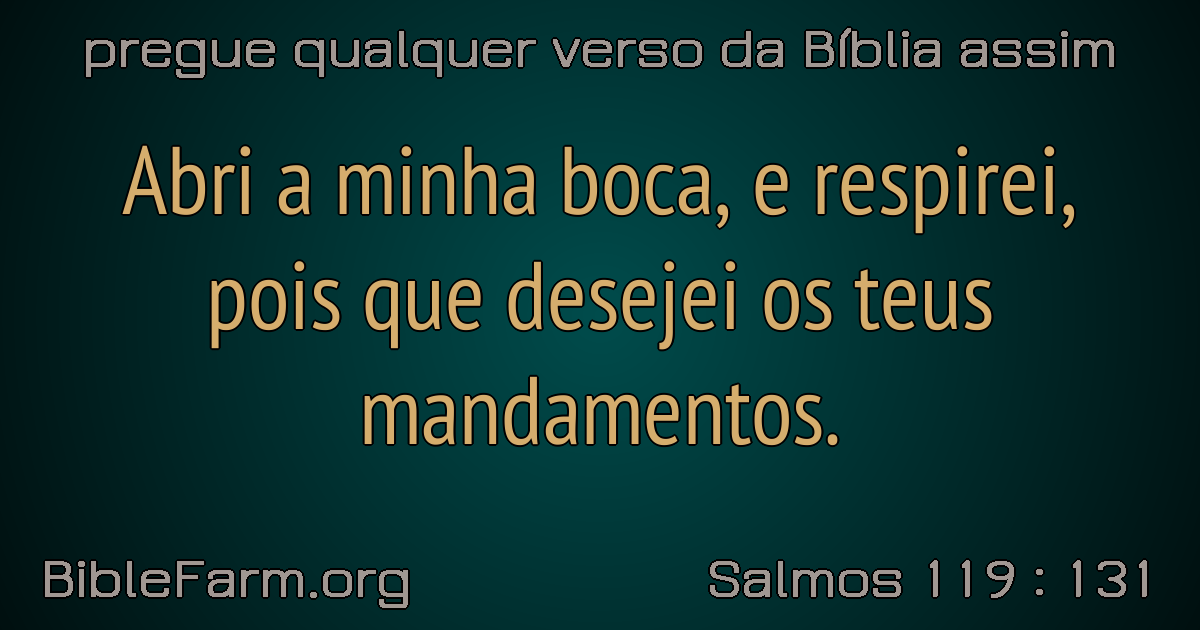 pregue qualquer verso da Bíblia assim
Abri a minha boca, e respirei,
pois que desejei os teus
mandamentos.
BibleFarm.org
Salmos 119 : 131